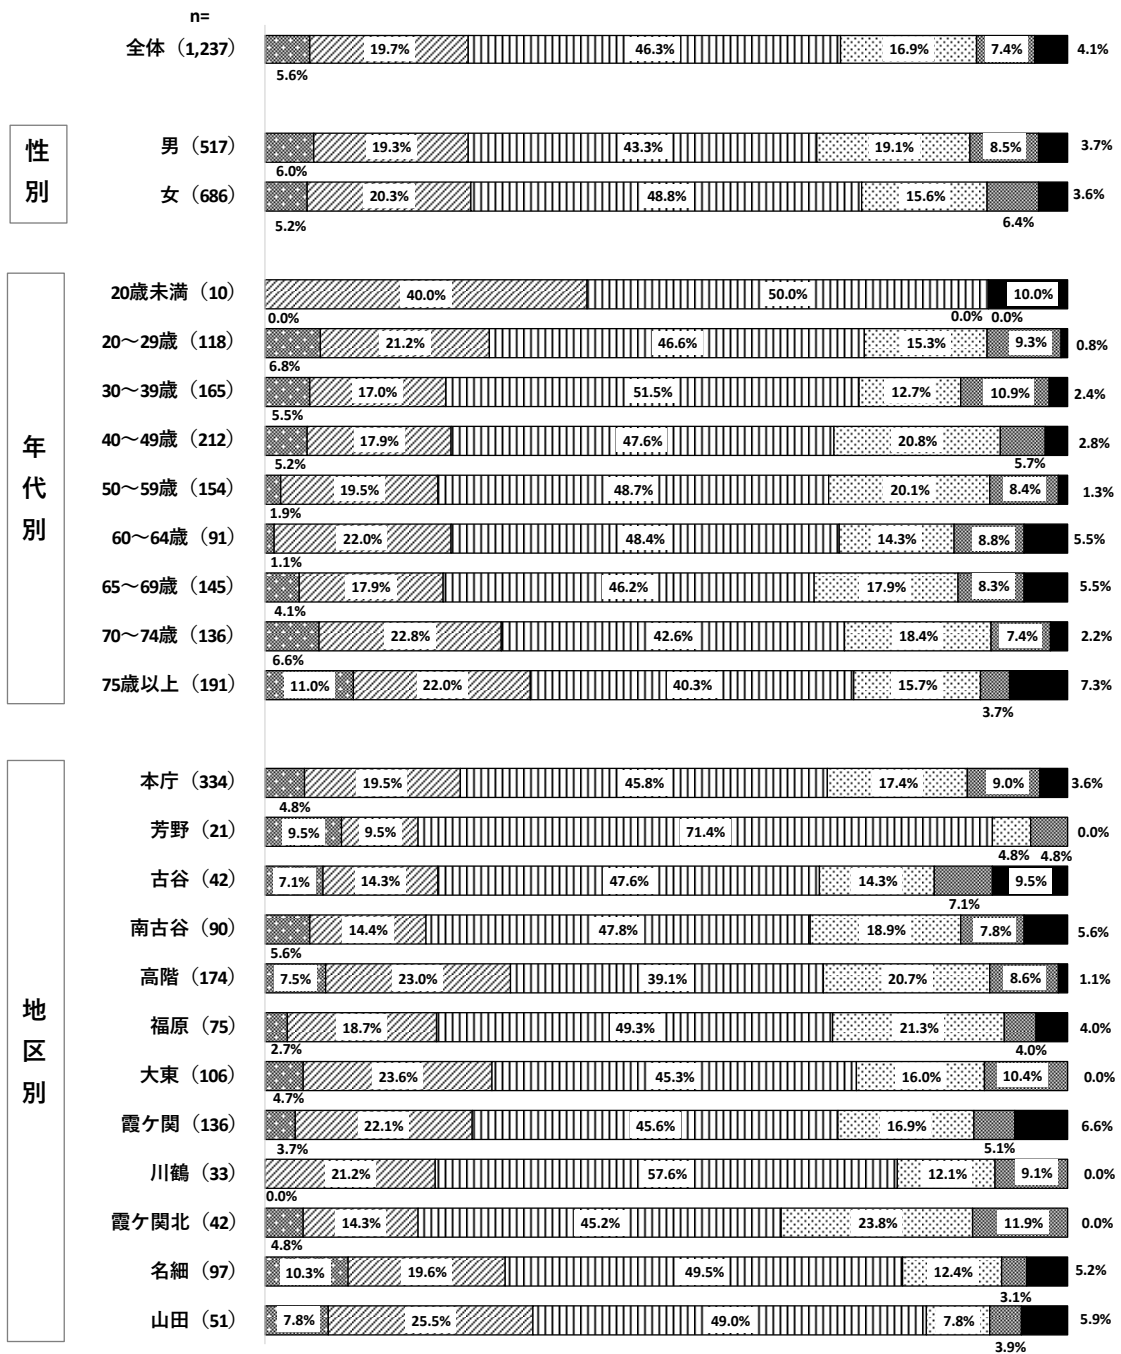 n=
全体（1,237） 19.7% 46.3% 16.9% 7.4% 4.1%
5.6%
性別
男（517） 19.3% 43.3% 19.1% 8.5% 3.7%
6.0%
女（686） 20.3% 48.8% 15.6% 3.6%
5.2% 6.4%
年代別
20歳未満（10） 40.0% 50.0% 10.0%
0.0% 0.0% 0.0%
20～29歳（118） 21.2% 46.6% 15.3% 9.3% 0.8%
6.8%
30～39歳（165） 17.0% 51.5% 12.7% 10.9% 2.4%
5.5%
40～49歳（212） 17.9% 47.6% 20.8% 2.8%
5.2% 5.7%
50～59歳（154） 19.5% 48.7% 20.1% 8.4% 1.3%
1.9%
60～64歳（91） 22.0% 48.4% 14.3% 8.8% 5.5%
1.1%
65～69歳（145） 17.9% 46.2% 17.9% 8.3% 5.5%
4.1%
70～74歳（136） 22.8% 42.6% 18.4% 7.4% 2.2%
6.6%
75歳以上（191） 11.0% 22.0% 40.3% 15.7% 7.3%
3.7%
地区別
本庁（334） 19.5% 45.8% 17.4% 9.0% 3.6%
4.8%
芳野（21） 9.5% 9.5% 71.4% 0.0%
4.8% 4.8%
古谷（42） 7.1% 14.3% 47.6% 14.3% 9.5%
7.1%
南古谷（90） 14.4% 47.8% 18.9% 7.8% 5.6%
5.6%
高階（174） 7.5% 23.0% 39.1% 20.7% 8.6% 1.1%
福原（75） 18.7% 49.3% 21.3% 4.0%
2.7% 4.0%
大東（106） 23.6% 45.3% 16.0% 10.4% 0.0%
4.7%
霞ケ関（136） 22.1% 45.6% 16.9% 6.6%
3.7% 5.1%
川鶴（33） 21.2% 57.6% 12.1% 9.1% 0.0%
0.0%
霞ケ関北（42） 14.3% 45.2% 23.8% 11.9% 0.0%
4.8%
名細（97） 10.3% 19.6% 49.5% 12.4% 5.2%
3.1%
山田（51） 7.8% 25.5% 49.0% 7.8% 5.9%
3.9%